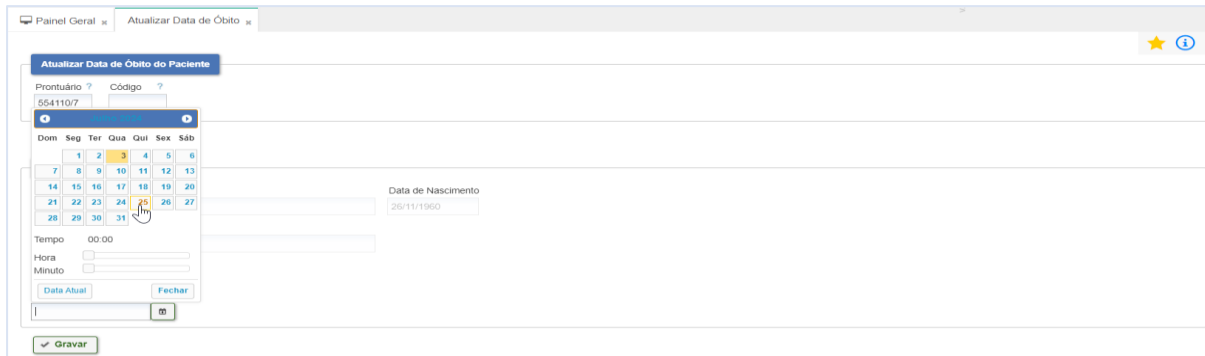 Painel Geral
Atualizar Data de Óbito
>
Atualizar Data de Óbito do Paciente
Prontuário ? Código ?
554110/7
Dom Seg Ter Qua Qui Sex Sáb
1 2 3 4 5 6
7 8 9 10 11 12 13
14 15 16 17 18 19 20
21 22 23 24 25 26 27
28 29 30 31
Data de Nascimento
26/11/1960
Tempo 00:00
Hora
Minuto
Data Atual Fechar
Gravar